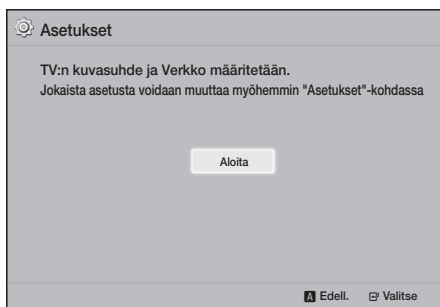 Asetukset
TV:n kuvasuhde ja Verkko määritetään.
Jokaista asetusta voidaan muuttaa myöhemmin "Asetukset"-kohdassa
Aloita
A Edell. Valitse